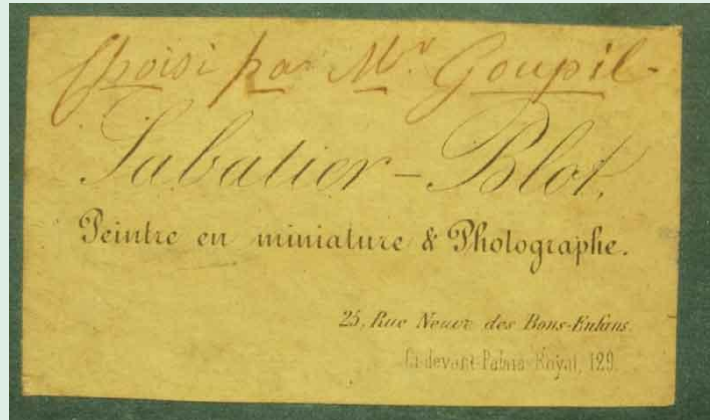 Choisi par Mr Goupil-
Sabatier-Blot,
Peintre en miniature & Photographe.
25, Rue Neuve des Bons-Enfans.
Ci-devant Palais-Royal, 129.